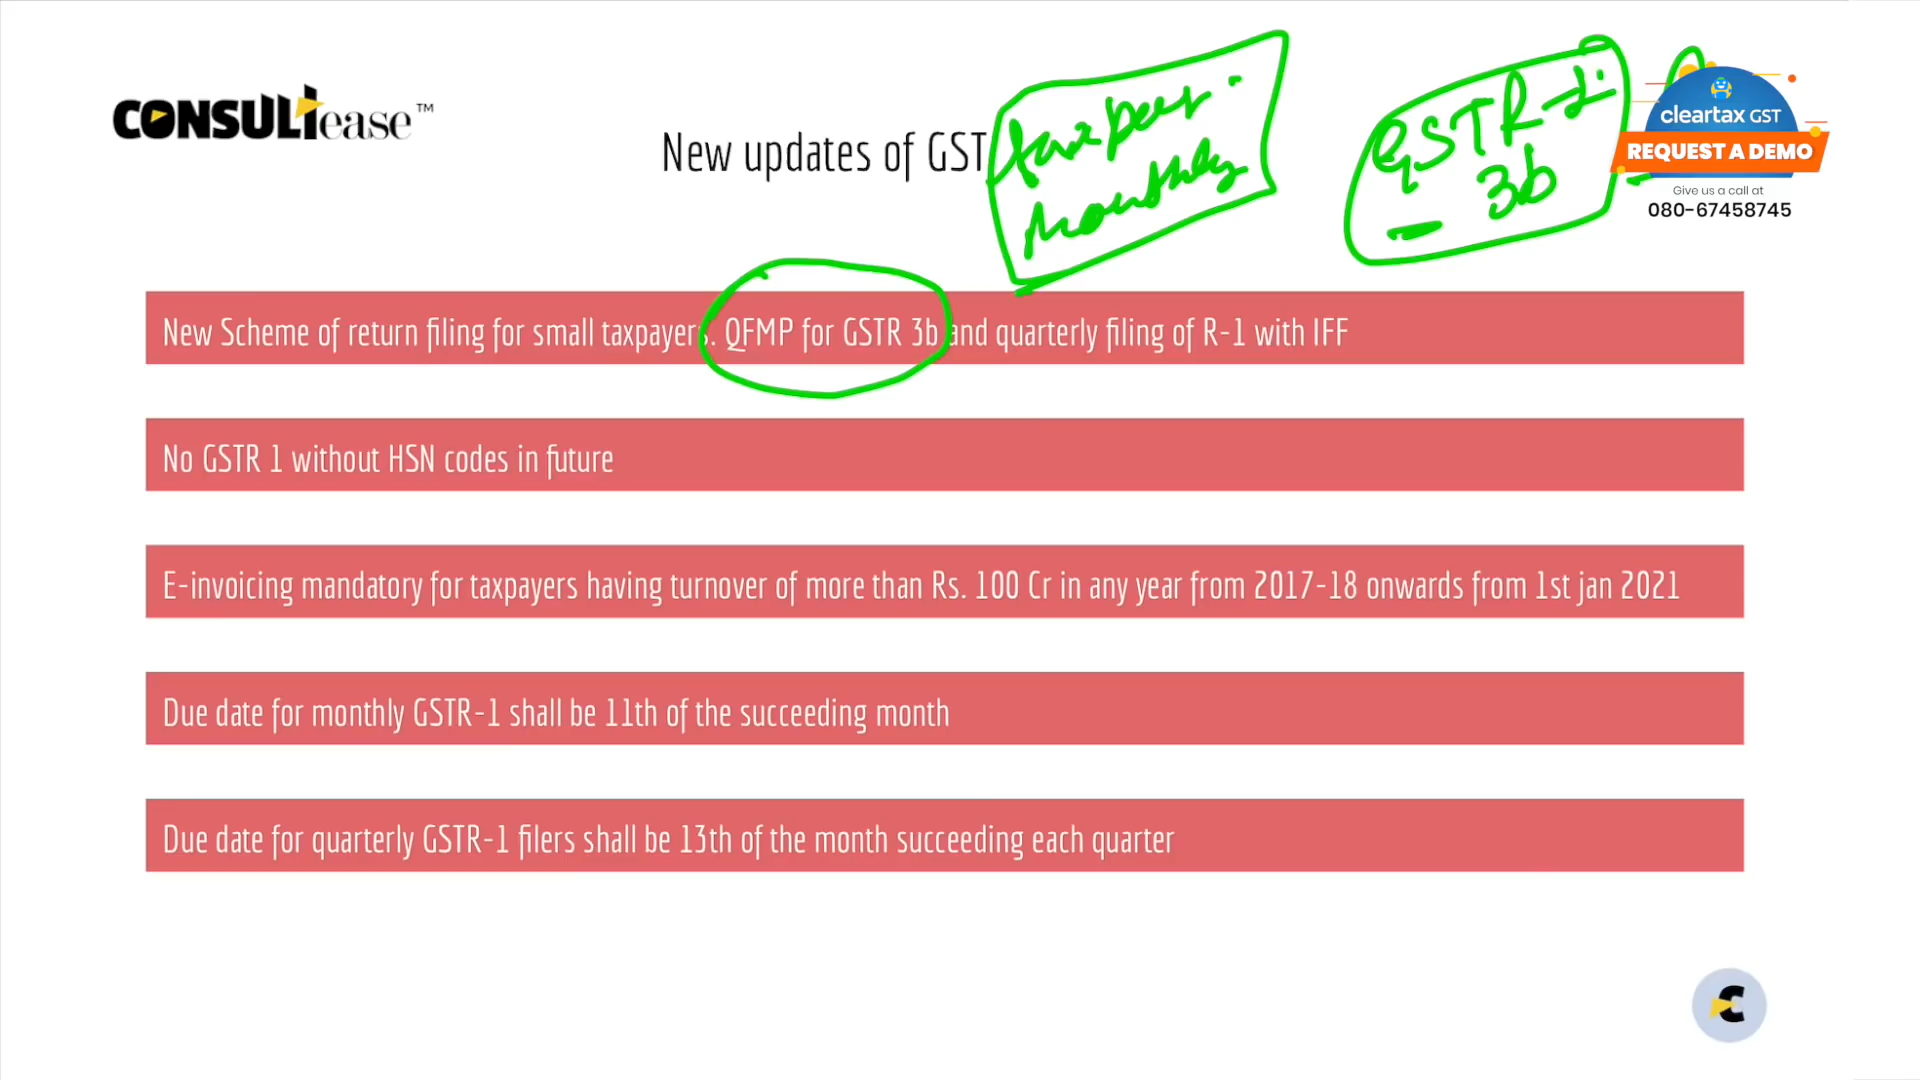 CONSULTease™
New updates of GST
taxpayer
monthly
GSTR-1
3b
cleartax GST
REQUEST A DEMO
Give us a call at
080-67458745
New Scheme of return filing for small taxpayers. QFMP for GSTR 3b and quarterly filing of R-1 with IFF
No GSTR 1 without HSN codes in future
E-invoicing mandatory for taxpayers having turnover of more than Rs. 100 Cr in any year from 2017-18 onwards from 1st jan 2021
Due date for monthly GSTR-1 shall be 11th of the succeeding month
Due date for quarterly GSTR-1 filers shall be 13th of the month succeeding each quarter